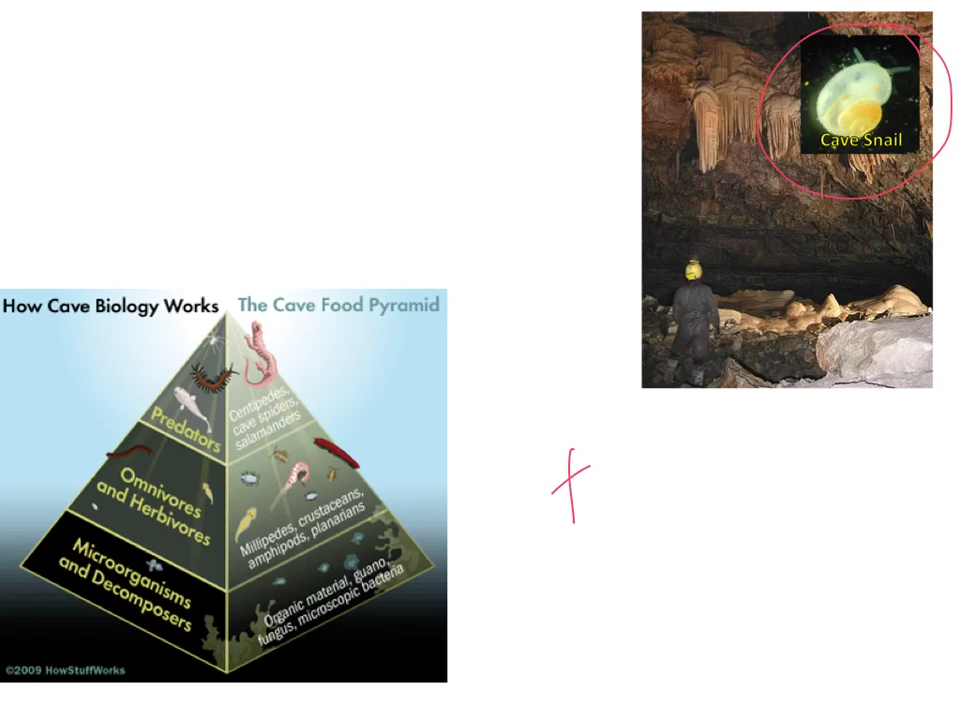 Cave Snail
How Cave Biology Works
The Cave Food Pyramid
Predators
Centipedes,
cave spiders,
salamanders
Omnivores
and Herbivores
Millipedes, crustaceans,
amphipods, planarians
Microorganisms
and Decomposers
Organic material, guano,
fungus, microscopic bacteria
©2009 HowStuffWorks